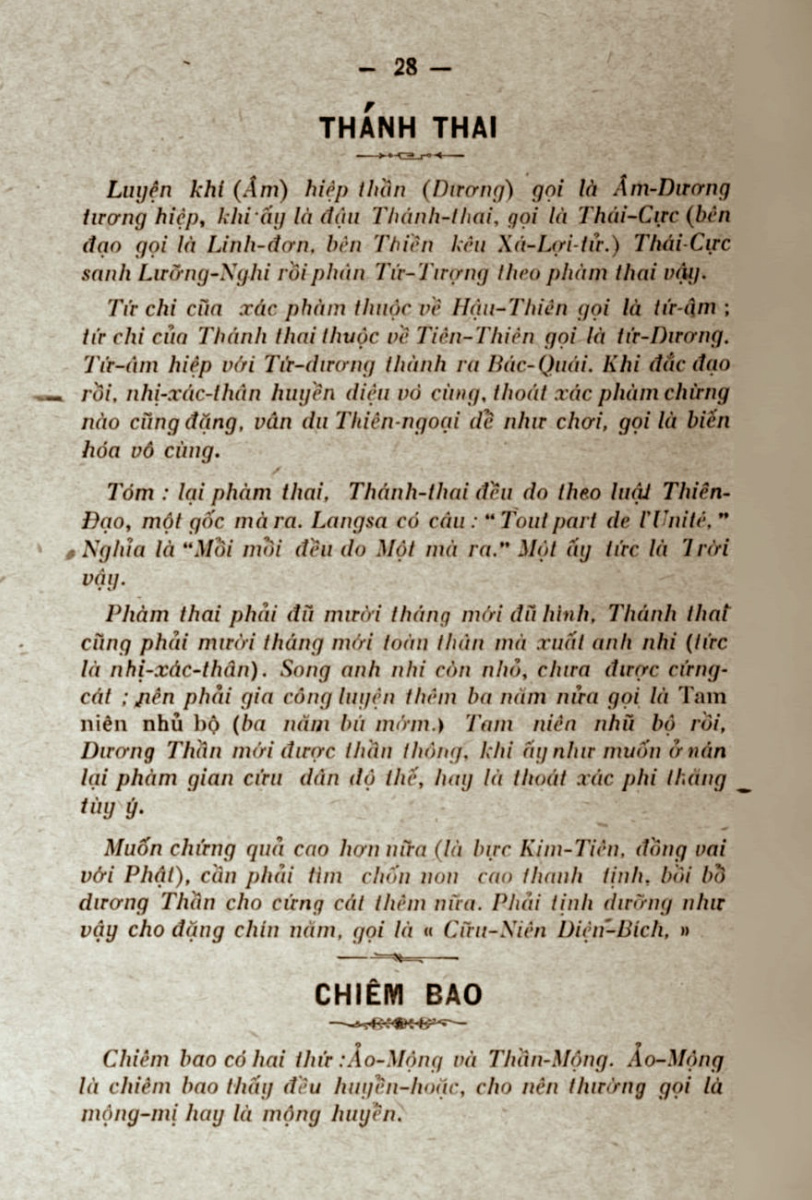 — 28 —
THÁNH THAI
Luyện khí (Âm) hiệp thần (Dương) gọi là Âm-Dương
tương hiệp, khi ấy là đậu Thánh-thai, gọi là Thái-Cực (bên
đạo gọi là Linh-đơn, bên Thiền kêu Xá-Lợi-tử.) Thái-Cực
sanh Lưỡng-Nghi rồi phân Tứ-Tượng theo phàm thai vậy.
Tứ chi cũa xác phàm thuộc về Hậu-Thiên gọi là tứ-âm ;
tứ chi của Thánh thai thuộc về Tiên-Thiên gọi là tứ-Dương.
Tứ-âm hiệp với Tứ-dương thành ra Bác-Quái. Khi đắc đạo
rồi, nhị-xác-thân huyền diệu vô cùng, thoát xác phàm chừng
nào cũng đặng, vân du Thiên-ngoại dể như chơi, gọi là biến
hóa vô cùng.
Tóm : lại phàm thai, Thánh-thai đều do theo luật Thiên-
Đạo, một gốc mà ra. Langsa có câu : “Tout part de l'Unité,”
Nghĩa là “Mồi mồi đều do Một mà ra.” Một ấy tức là Trời
vậy.
Phàm thai phải đũ mười tháng mới đũ hình, Thánh thai
cũng phải mười tháng mới toàn thân mà xuất anh nhi (tức
là nhị-xác-thân). Song anh nhi còn nhỏ, chưa được cứng-
cát ; nên phải gia công luyện thêm ba năm nửa gọi là Tam
niên nhủ bộ (ba năm bú mớm.) Tam niên nhũ bộ rồi,
Dương Thần mới được thần thông, khi ấy như muốn ở nán
lại phàm gian cứu dân độ thế, hay là thoát xác phi thăng
tùy ý.
Muốn chứng quả cao hơn nữa (là bực Kim-Tiên, đồng vai
với Phật), cần phải tìm chốn non cao thanh tịnh, bồi bổ
dương Thần cho cứng cát thêm nữa. Phải tịnh dưỡng như
vậy cho đặng chín năm, gọi là « Cữu-Niên Diện-Bích, »
CHIÊM BAO
Chiêm bao có hai thứ : Ảo-Mộng và Thần-Mộng. Ảo-Mộng
là chiêm bao thấy đều huyền-hoặc, cho nên thường gọi là
mộng-mị hay là mộng huyền.